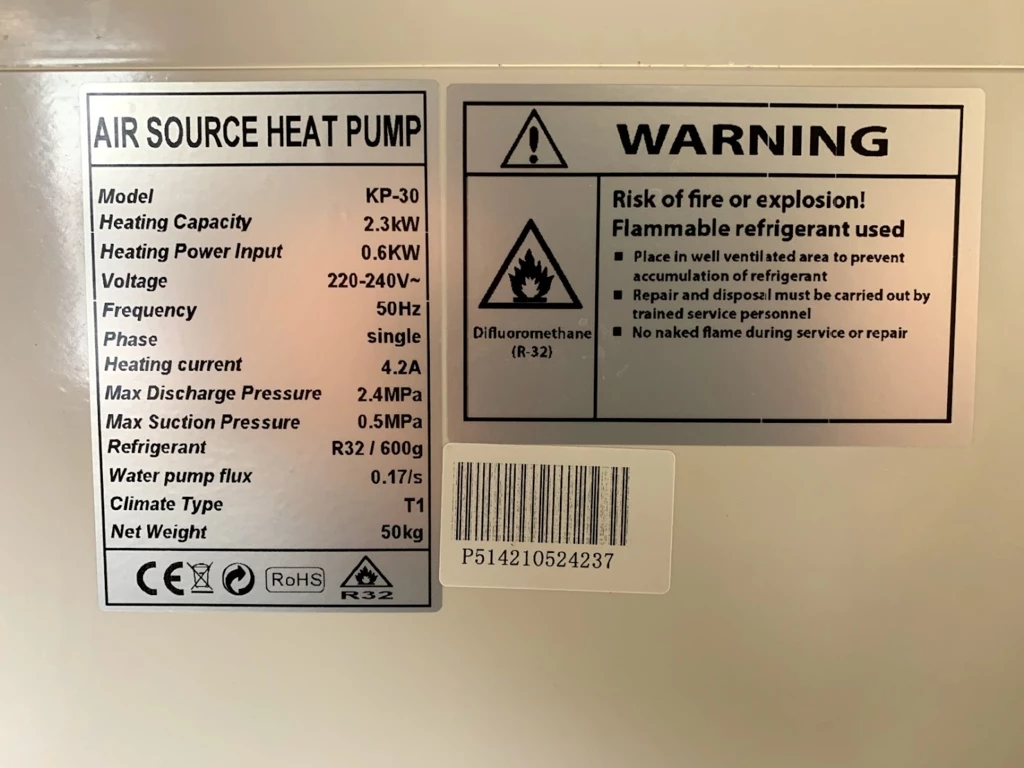 AIR SOURCE HEAT PUMP
Model KP-30
Heating Capacity 2.3kW
Heating Power Input 0.6KW
Voltage 220-240V~
Frequency 50Hz
Phase single
Heating current 4.2A
Max Discharge Pressure 2.4MPa
Max Suction Pressure 0.5MPa
Refrigerant R32 / 600g
Water pump flux 0.17/s
Climate Type T1
Net Weight 50kg
CE RoHS R32
WARNING
Difluoromethane
(R-32)
Risk of fire or explosion!
Flammable refrigerant used
■ Place in well ventilated area to prevent
accumulation of refrigerant
■ Repair and disposal must be carried out by
trained service personnel
■ No naked flame during service or repair
P514210524237